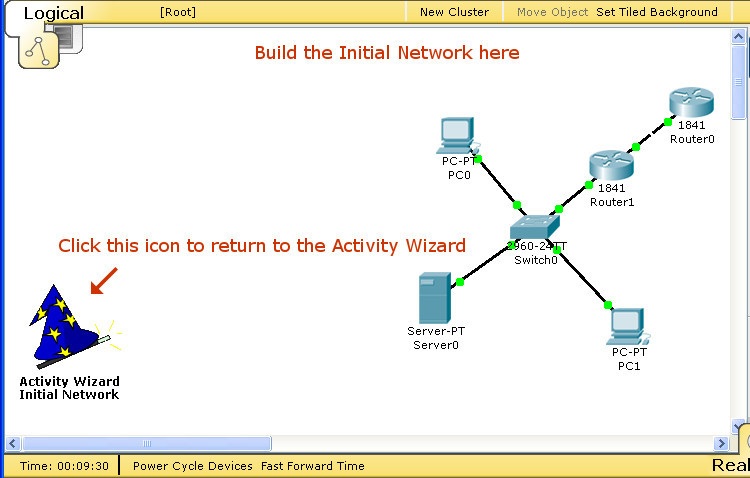 Logical [Root] New Cluster Move Object Set Tiled Background
Build the Initial Network here
1841
Router0
PC-PT
PC0
1841
Router1
Click this icon to return to the Activity Wizard
2960-24TT
Switch0
Server-PT
Server0
PC-PT
PC1
Activity Wizard
Initial Network
Time: 00:09:30 Power Cycle Devices Fast Forward Time Real